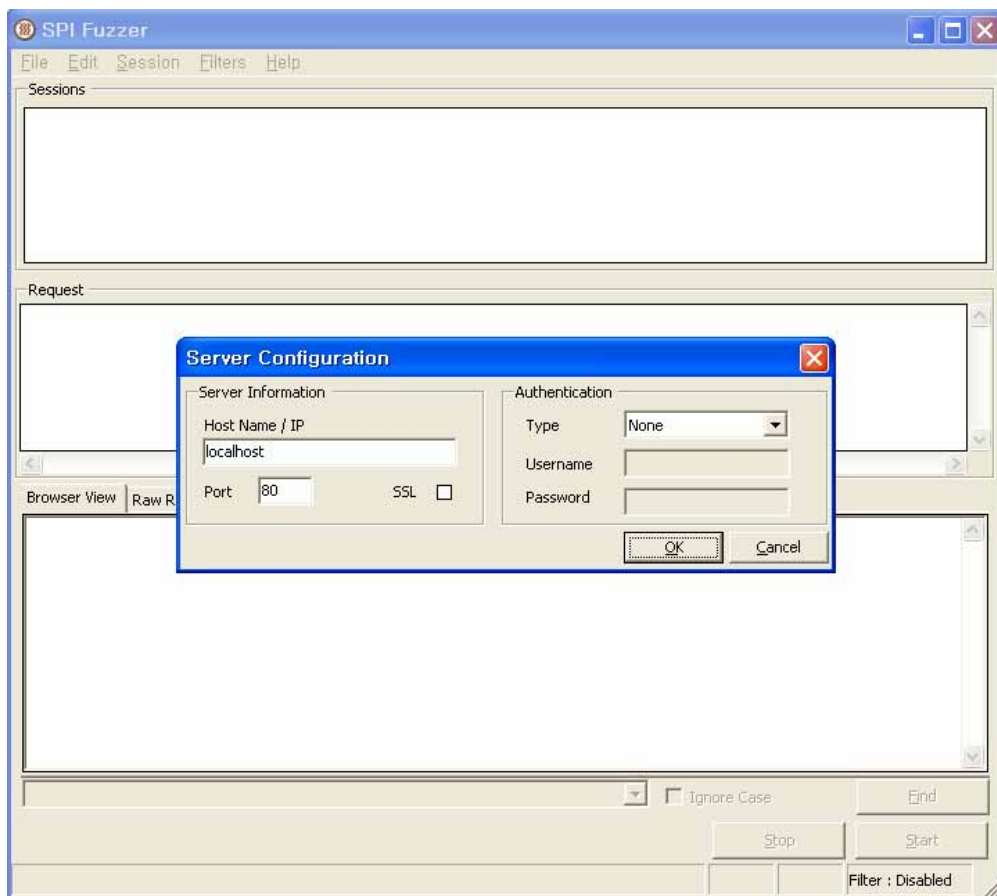 SPI Fuzzer
File Edit Session Filters Help
Sessions
Request
Server Configuration
Server Information
Host Name / IP
localhost
Port 80 SSL
Authentication
Type None
Username
Password
OK Cancel
Browser View Raw R
Ignore Case Find
Stop Start
Filter : Disabled